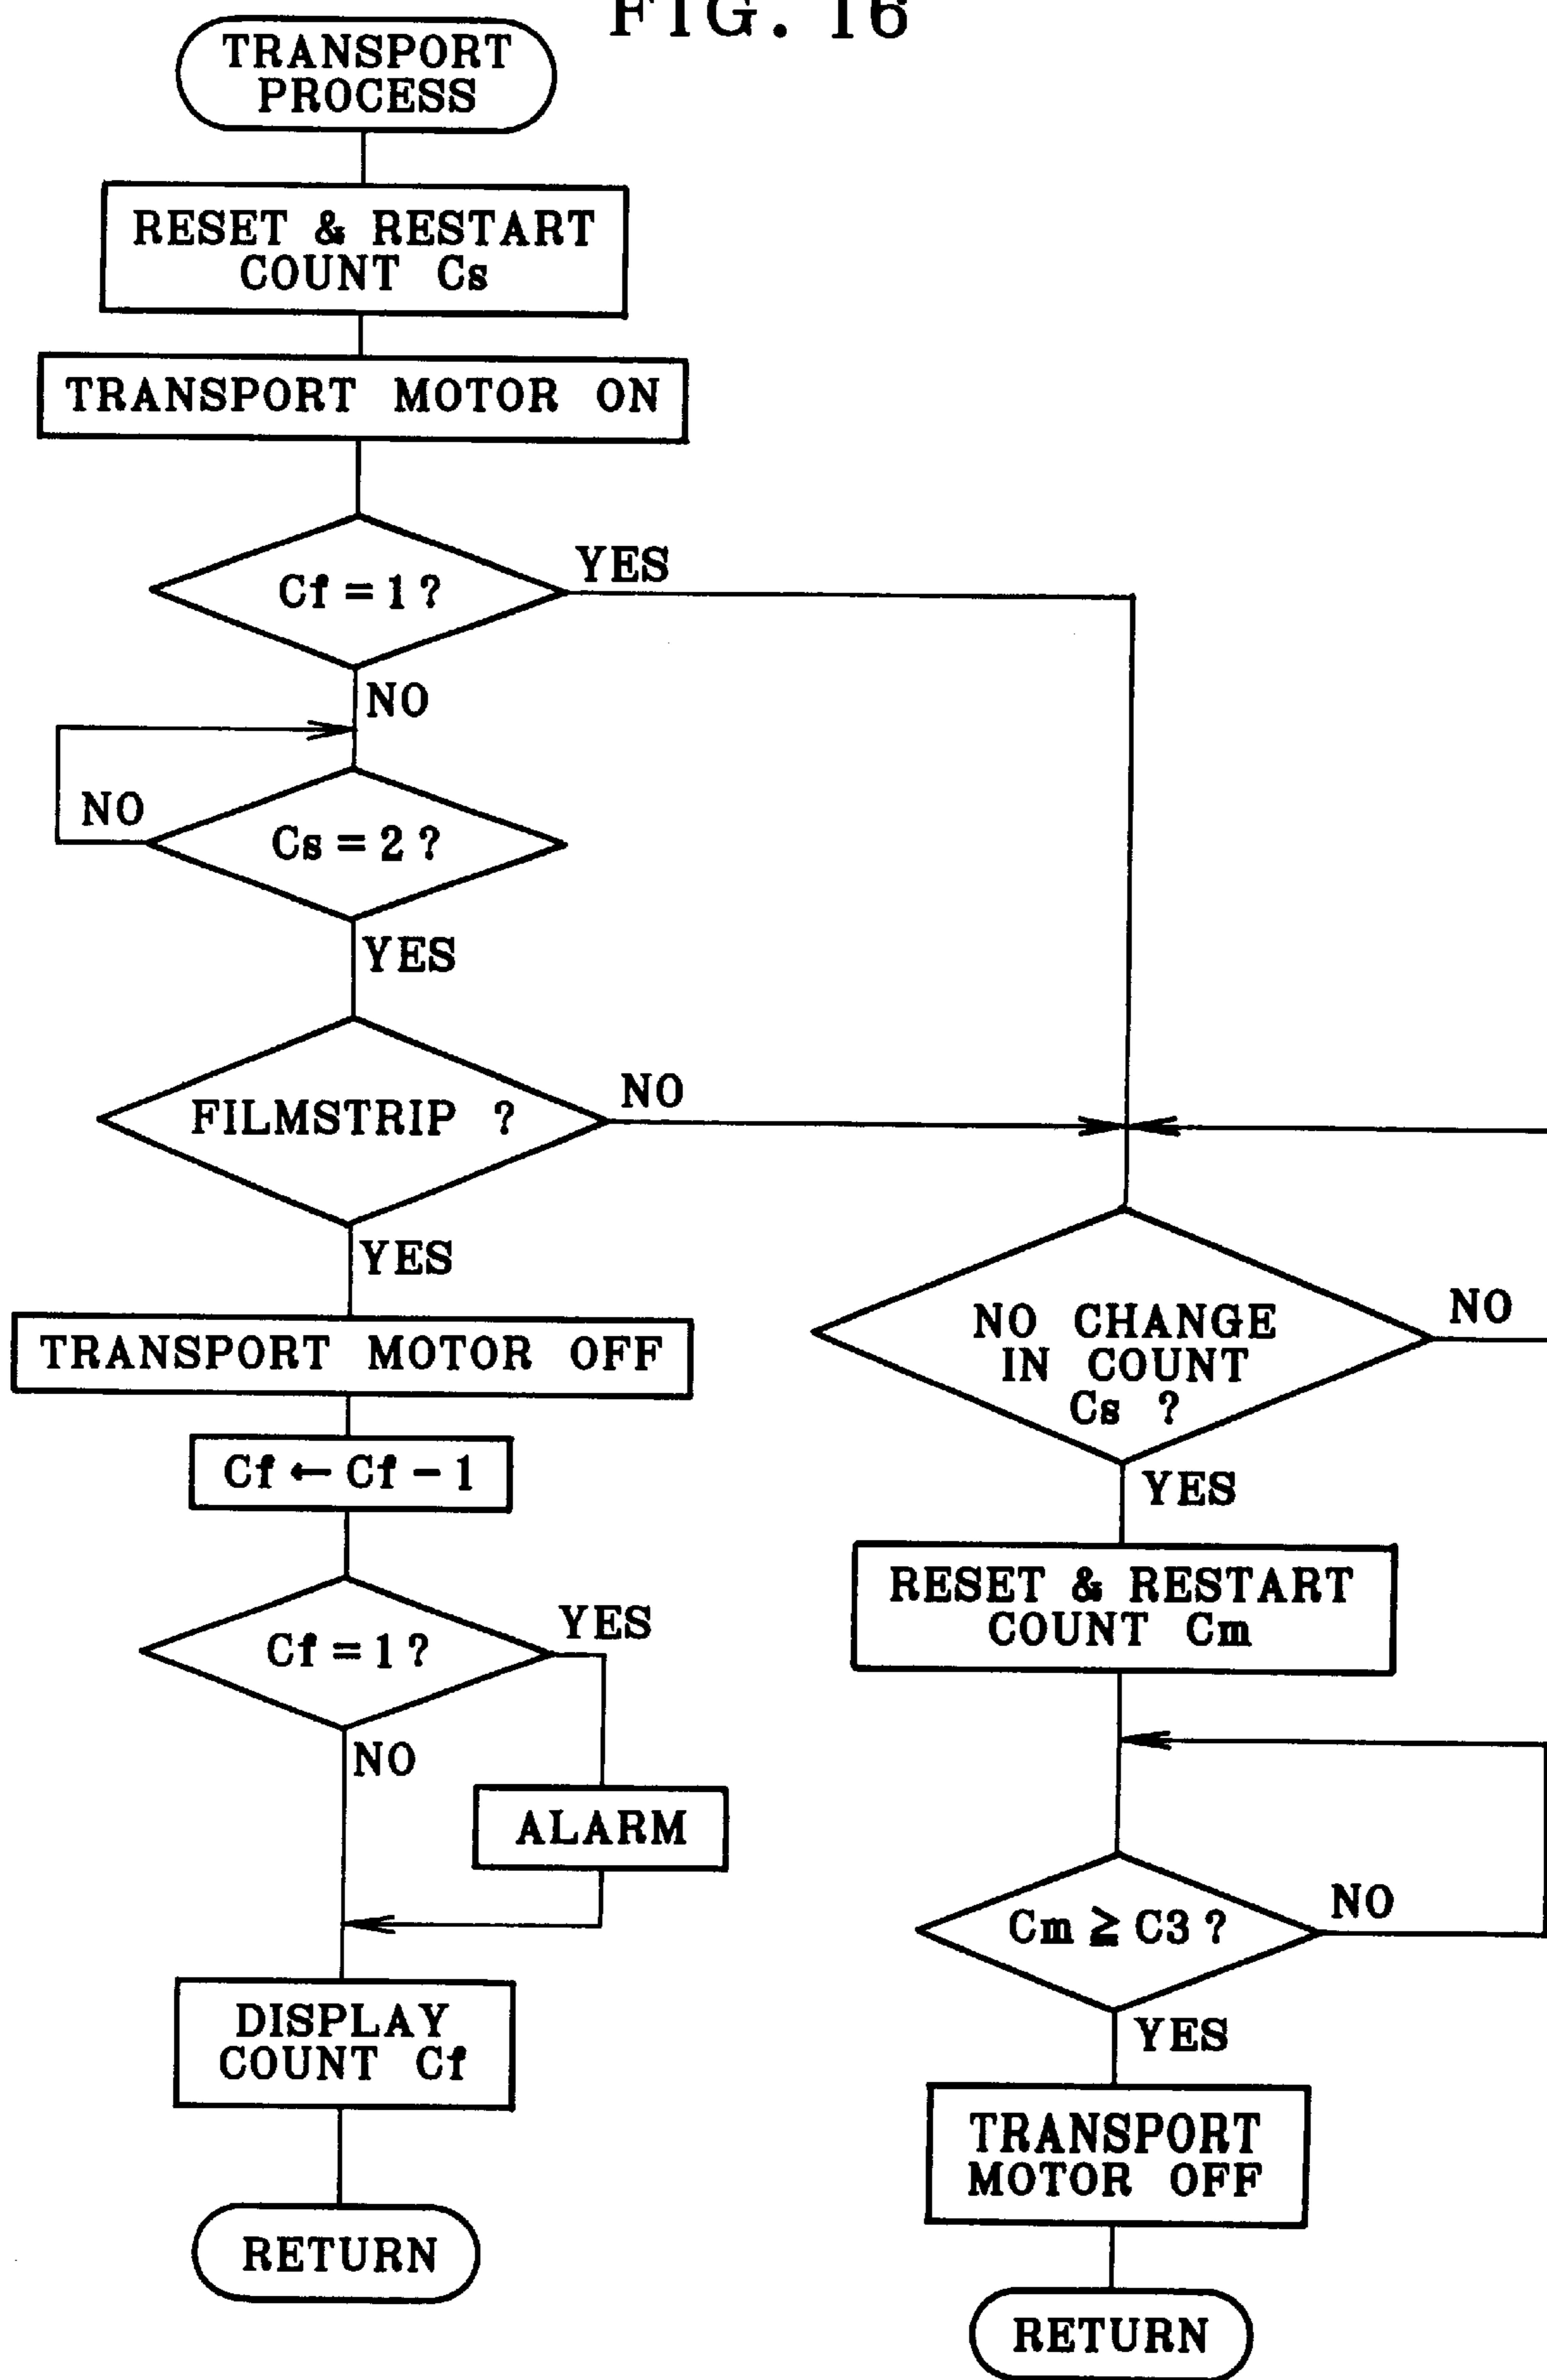 FIG. 16
TRANSPORT
PROCESS
RESET & RESTART
COUNT Cs
TRANSPORT MOTOR ON
Cf = 1 ?
YES
NO
NO
Cs = 2 ?
YES
FILMSTRIP ?
NO
YES
TRANSPORT MOTOR OFF
Cf ← Cf - 1
Cf = 1 ?
YES
NO
ALARM
DISPLAY
COUNT Cf
RETURN
NO CHANGE
IN COUNT
Cs ?
NO
YES
RESET & RESTART
COUNT Cm
Cm ≧ C3 ?
NO
YES
TRANSPORT
MOTOR OFF
RETURN